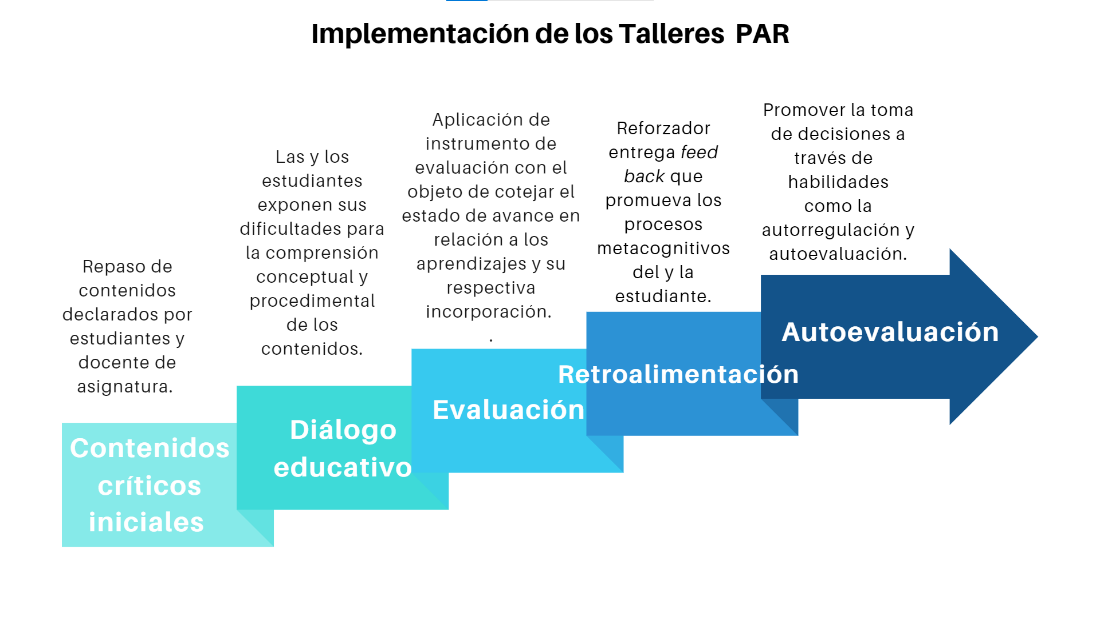 Implementación de los Talleres PAR
Repaso de
contenidos
declarados por
estudiantes y
docente de
asignatura.
Contenidos
críticos
iniciales
Las y los
estudiantes
exponen sus
dificultades para
la comprensión
conceptual y
procedimental
de los
contenidos.
Diálogo
educativo
Aplicación de
instrumento de
evaluación con el
objeto de cotejar el
estado de avance en
relación a los
aprendizajes y su
respectiva
incorporación.
.
Evaluación
Reforzador
entrega feed
back que
promueva los
procesos
metacognitivos
del y la
estudiante.
Retroalimentación
Promover la toma
de decisiones a
través de
habilidades
como la
autorregulación y
autoevaluación.
Autoevaluación